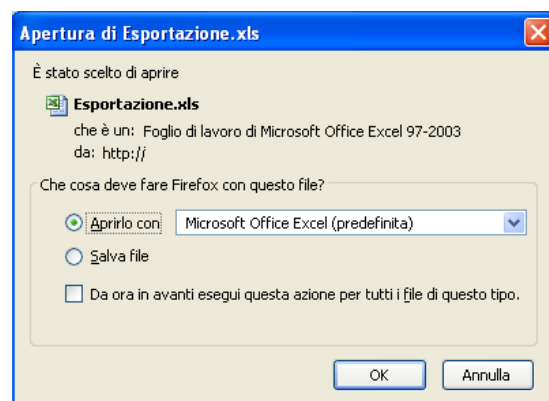 Apertura di Esportazione.xls
È stato scelto di aprire
Esportazione.xls
che è un: Foglio di lavoro di Microsoft Office Excel 97-2003
da: http://
Che cosa deve fare Firefox con questo file?
Aprirlo con Microsoft Office Excel (predefinita)
Salva file
Da ora in avanti esegui questa azione per tutti i file di questo tipo.
OK Annulla